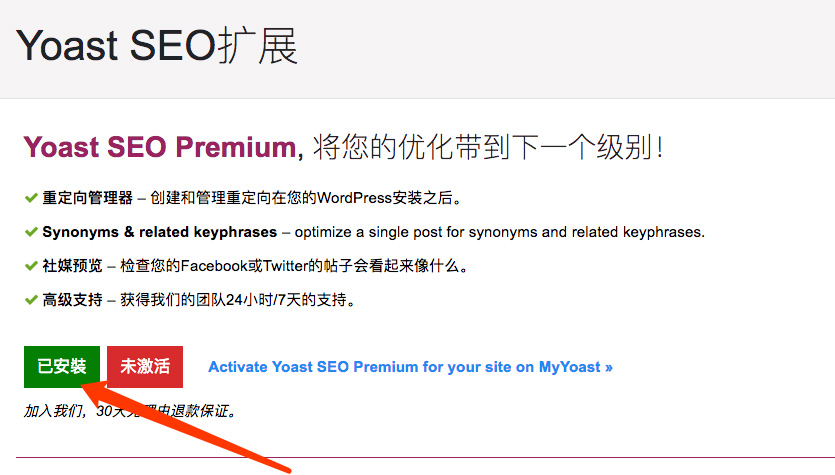 Yoast SEO扩展
Yoast SEO Premium, 将您的优化带到下一个级别！
重定向管理器 – 创建和管理重定向在您的WordPress安装之后。
Synonyms & related keyphrases – optimize a single post for synonyms and related keyphrases.
社媒预览 – 检查您的Facebook或Twitter的帖子会看起来像什么。
高级支持 – 获得我们的团队24小时/7天的支持。
已安裝 未激活 Activate Yoast SEO Premium for your site on MyYoast »
加入我们，30天无理由退款保证。